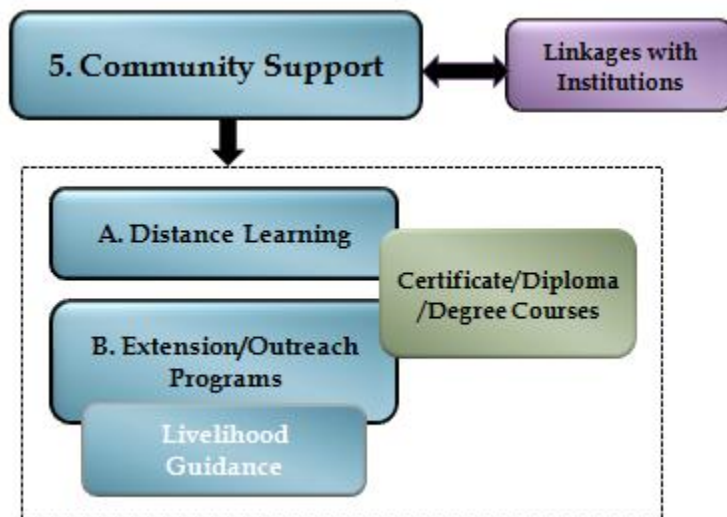 5. Community Support
Linkages with
Institutions
A. Distance Learning
Certificate/Diploma
/Degree Courses
B. Extension/Outreach
Programs
Livelihood
Guidance